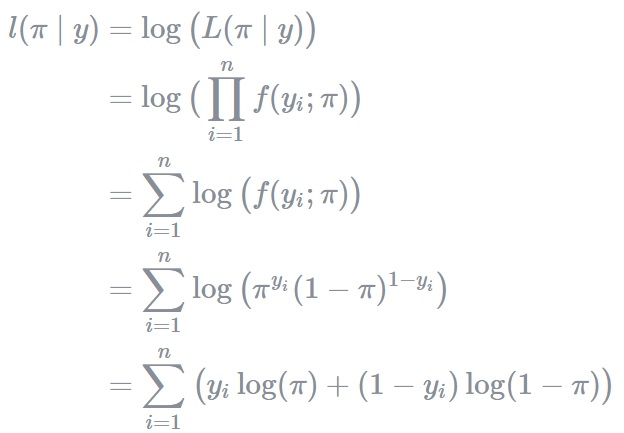 l(π | y) = log (L(π | y))
= log ( ∏_{i=1}^{n} f(y_i; π))
= ∑_{i=1}^{n} log (f(y_i; π))
= ∑_{i=1}^{n} log (π^{y_i} (1 − π)^{1−y_i})
= ∑_{i=1}^{n} (y_i log(π) + (1 − y_i) log(1 − π))